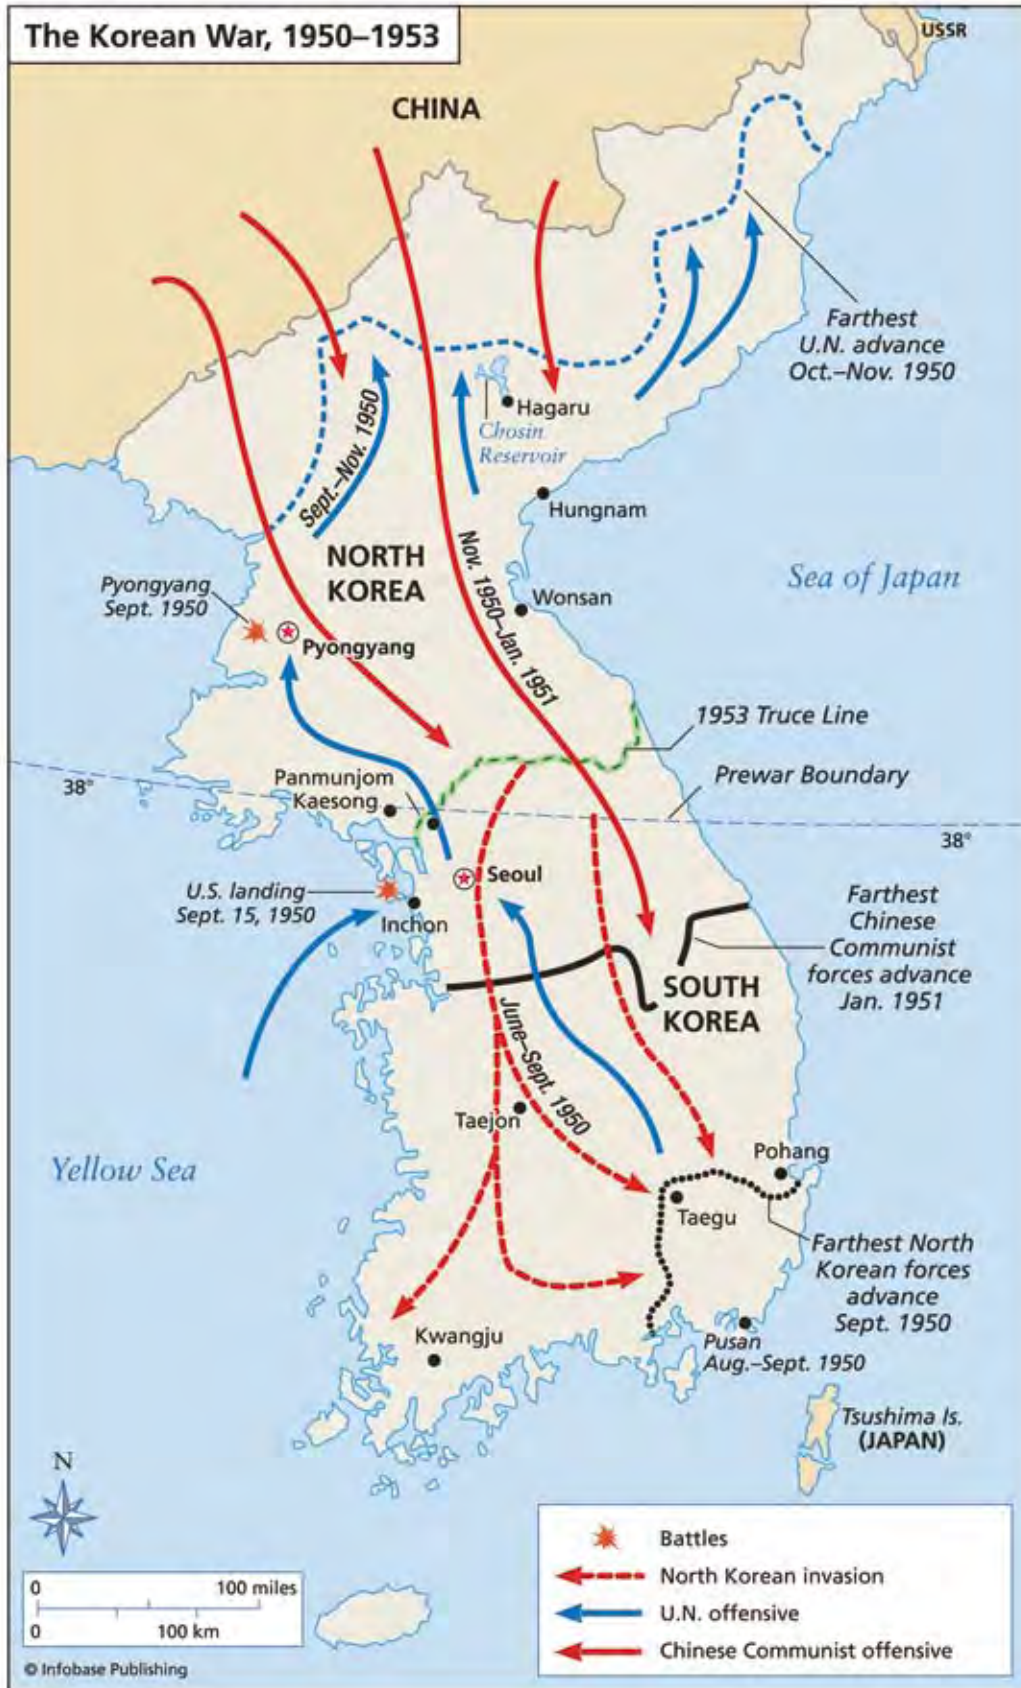 The Korean War, 1950–1953
USSR
CHINA
Farthest
U.N. advance
Oct.–Nov. 1950
Sept.–Nov. 1950
Hagaru
Chosin
Reservoir
Hungnam
NORTH
KOREA
Nov. 1950–Jan. 1951
Sea of Japan
Pyongyang
Sept. 1950
Wonsan
Pyongyang
1953 Truce Line
Prewar Boundary
38°
Panmunjom
Kaesong
38°
Seoul
U.S. landing
Sept. 15, 1950
Inchon
Farthest
Chinese
Communist
forces advance
Jan. 1951
SOUTH
KOREA
June–Sept. 1950
Taejon
Yellow Sea
Pohang
Taegu
Farthest North
Korean forces
advance
Sept. 1950
Kwangju
Pusan
Aug.–Sept. 1950
Tsushima Is.
(JAPAN)
N
0 100 miles
0 100 km
Battles
North Korean invasion
U.N. offensive
Chinese Communist offensive
© Infobase Publishing